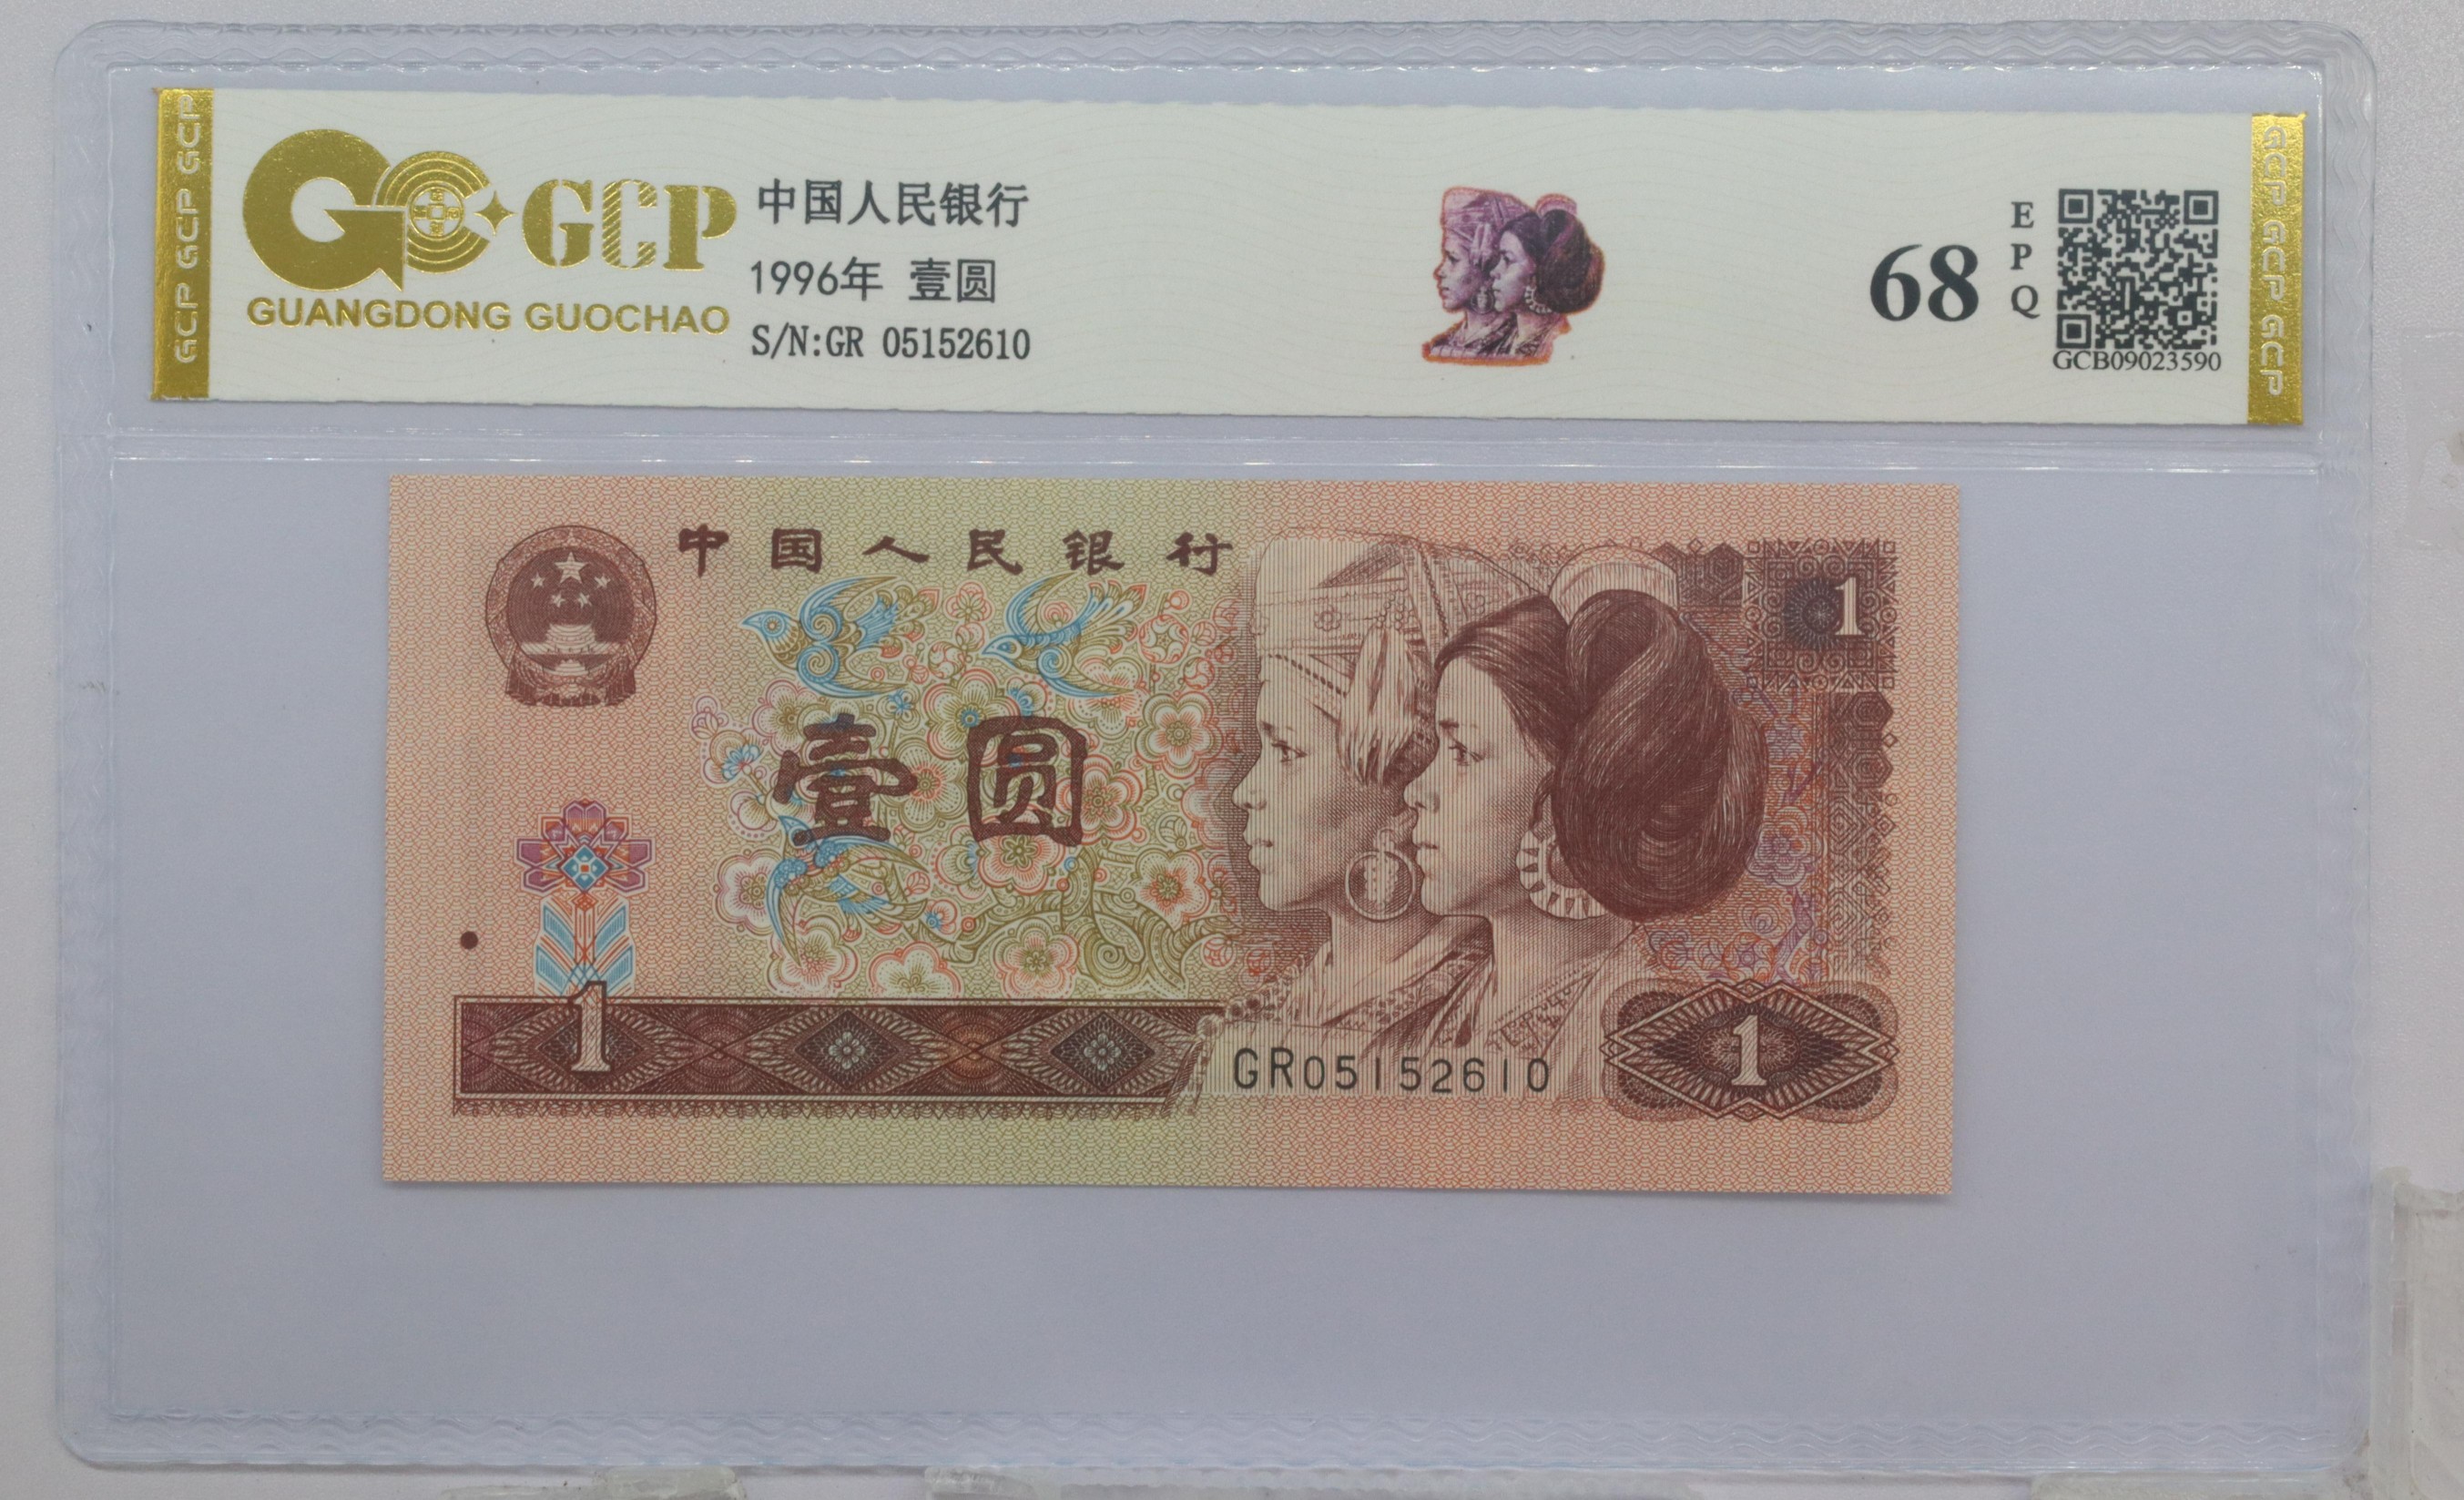 GCP GCP GCP
GCP
GUANGDONG GUOCHAO
中国人民银行
1996年 壹圆
S/N:GR 05152610
68
EPQ
GCB09023590
GCP GCP GCP
中国人民银行
1
壹圆
1
GR05152610
1